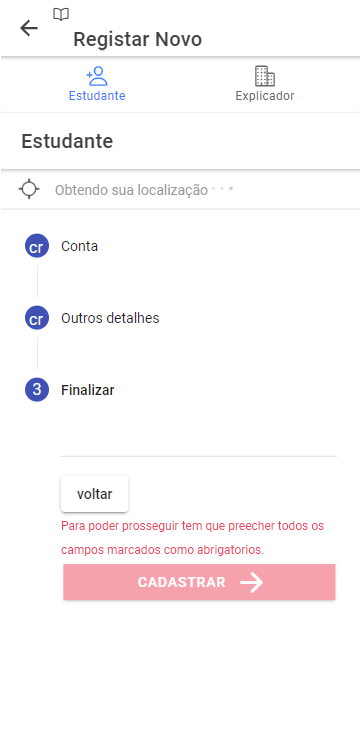 Registar Novo
Estudante
Explicador
Estudante
Obtendo sua localização
cr Conta
cr Outros detalhes
3 Finalizar
voltar
Para poder prosseguir tem que preecher todos os
campos marcados como abrigatorios.
CADASTRAR